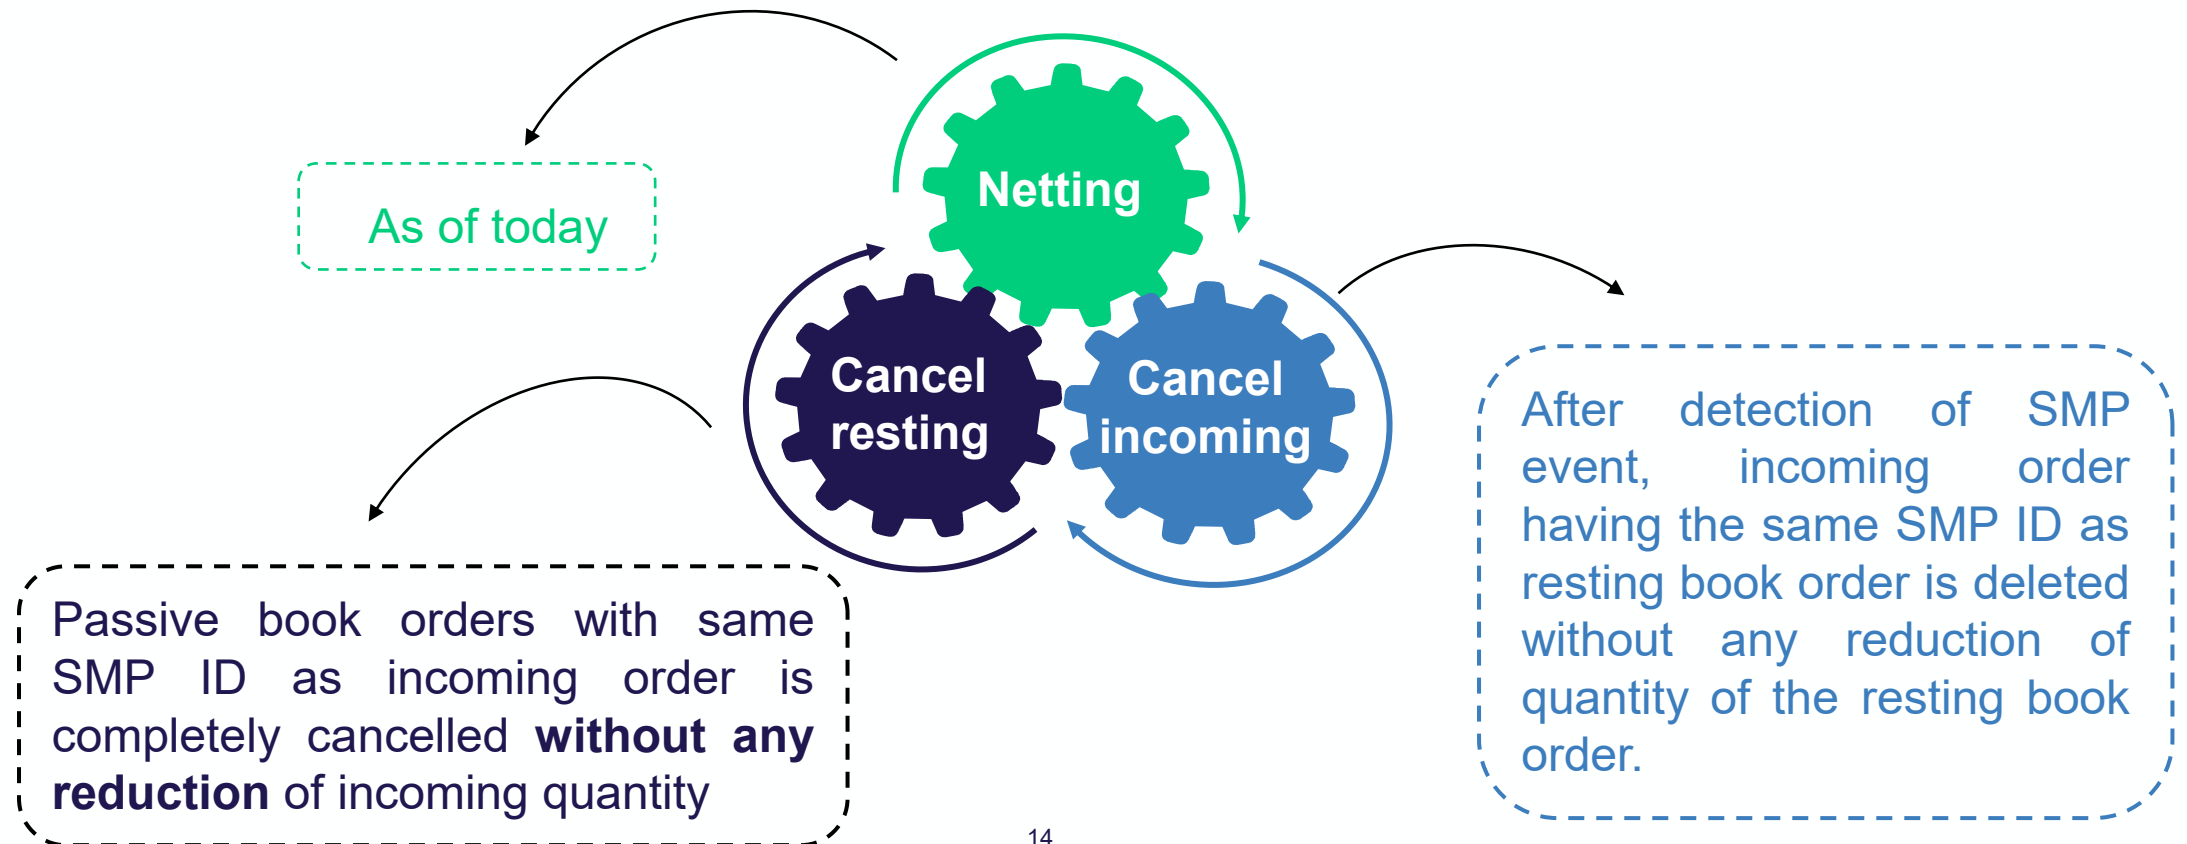 Netting
As of today
Cancel
resting
Cancel
incoming
After detection of SMP
event, incoming order
having the same SMP ID as
resting book order is deleted
without any reduction of
quantity of the resting book
order.
Passive book orders with same
SMP ID as incoming order is
completely cancelled without any
reduction of incoming quantity
14